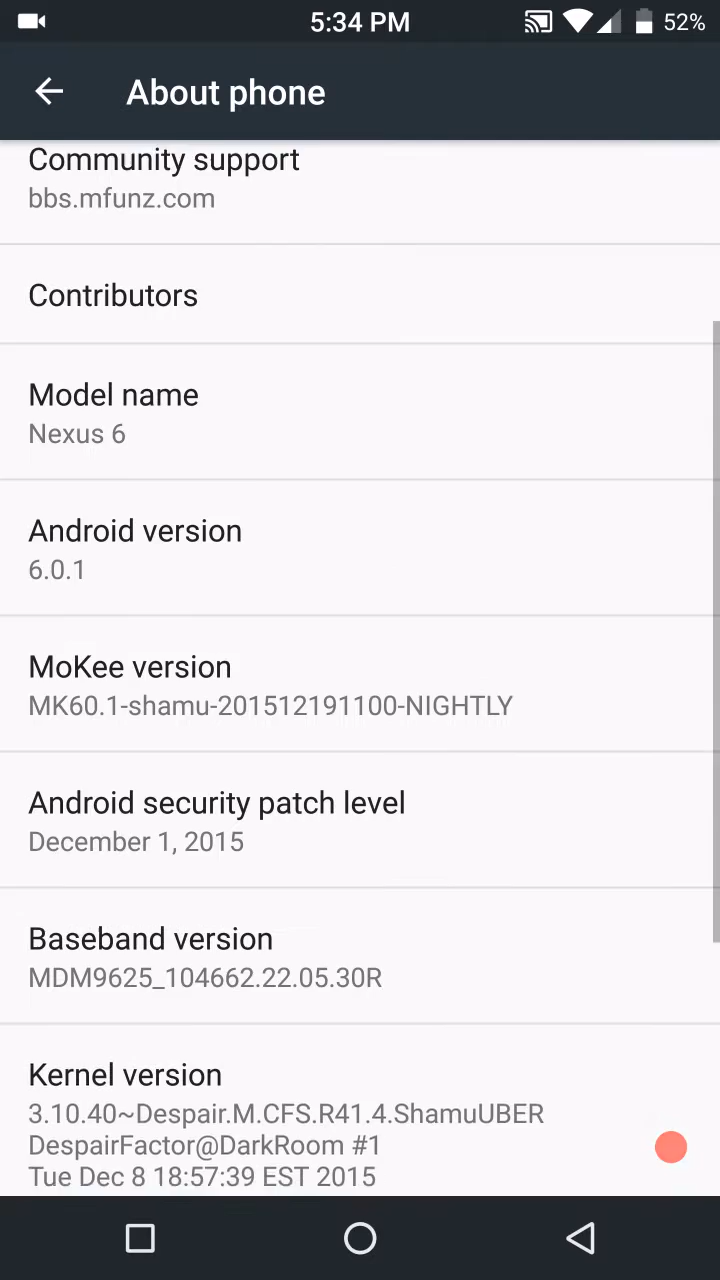 5:34 PM
52%
About phone
Community support
bbs.mfunz.com
Contributors
Model name
Nexus 6
Android version
6.0.1
MoKee version
MK60.1-shamu-201512191100-NIGHTLY
Android security patch level
December 1, 2015
Baseband version
MDM9625_104662.22.05.30R
Kernel version
3.10.40~Despair.M.CFS.R41.4.ShamuUBER
DespairFactor@DarkRoom #1
Tue Dec 8 18:57:39 EST 2015